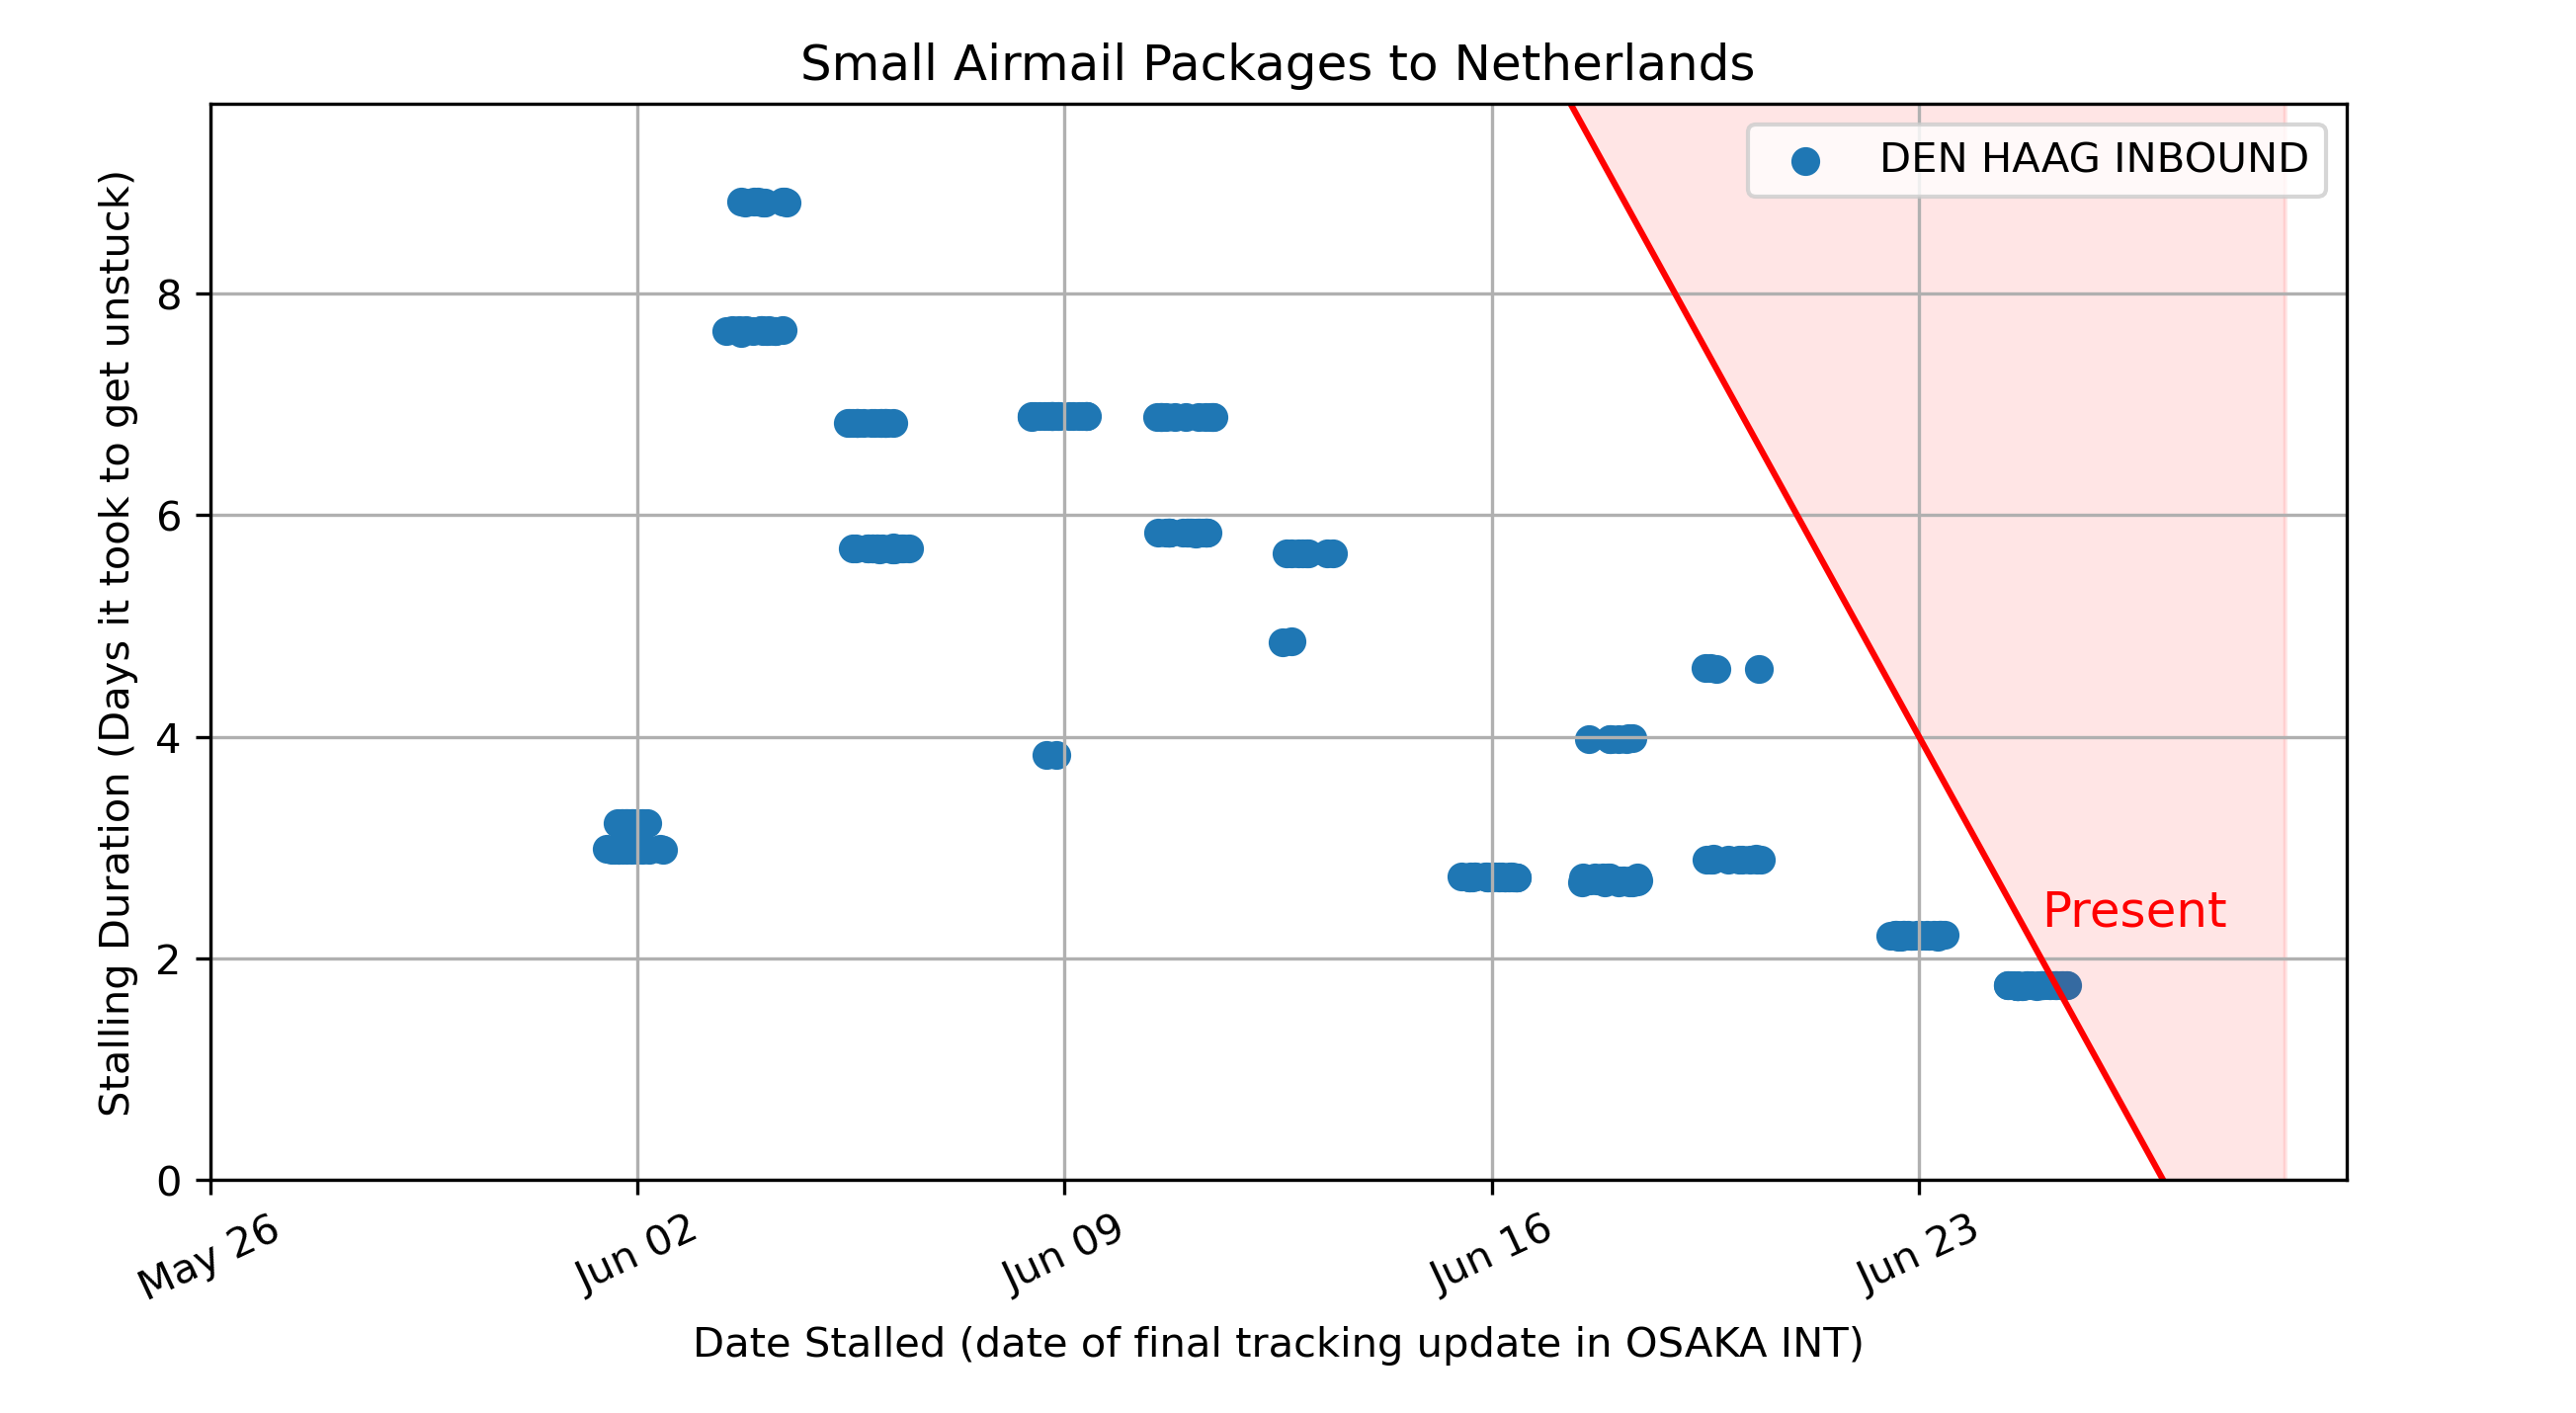 Small Airmail Packages to Netherlands
DEN HAAG INBOUND
Stalling Duration (Days it took to get unstuck)
8
6
4
2
0
Present
May 26
Jun 02
Jun 09
Jun 16
Jun 23
Date Stalled (date of final tracking update in OSAKA INT)